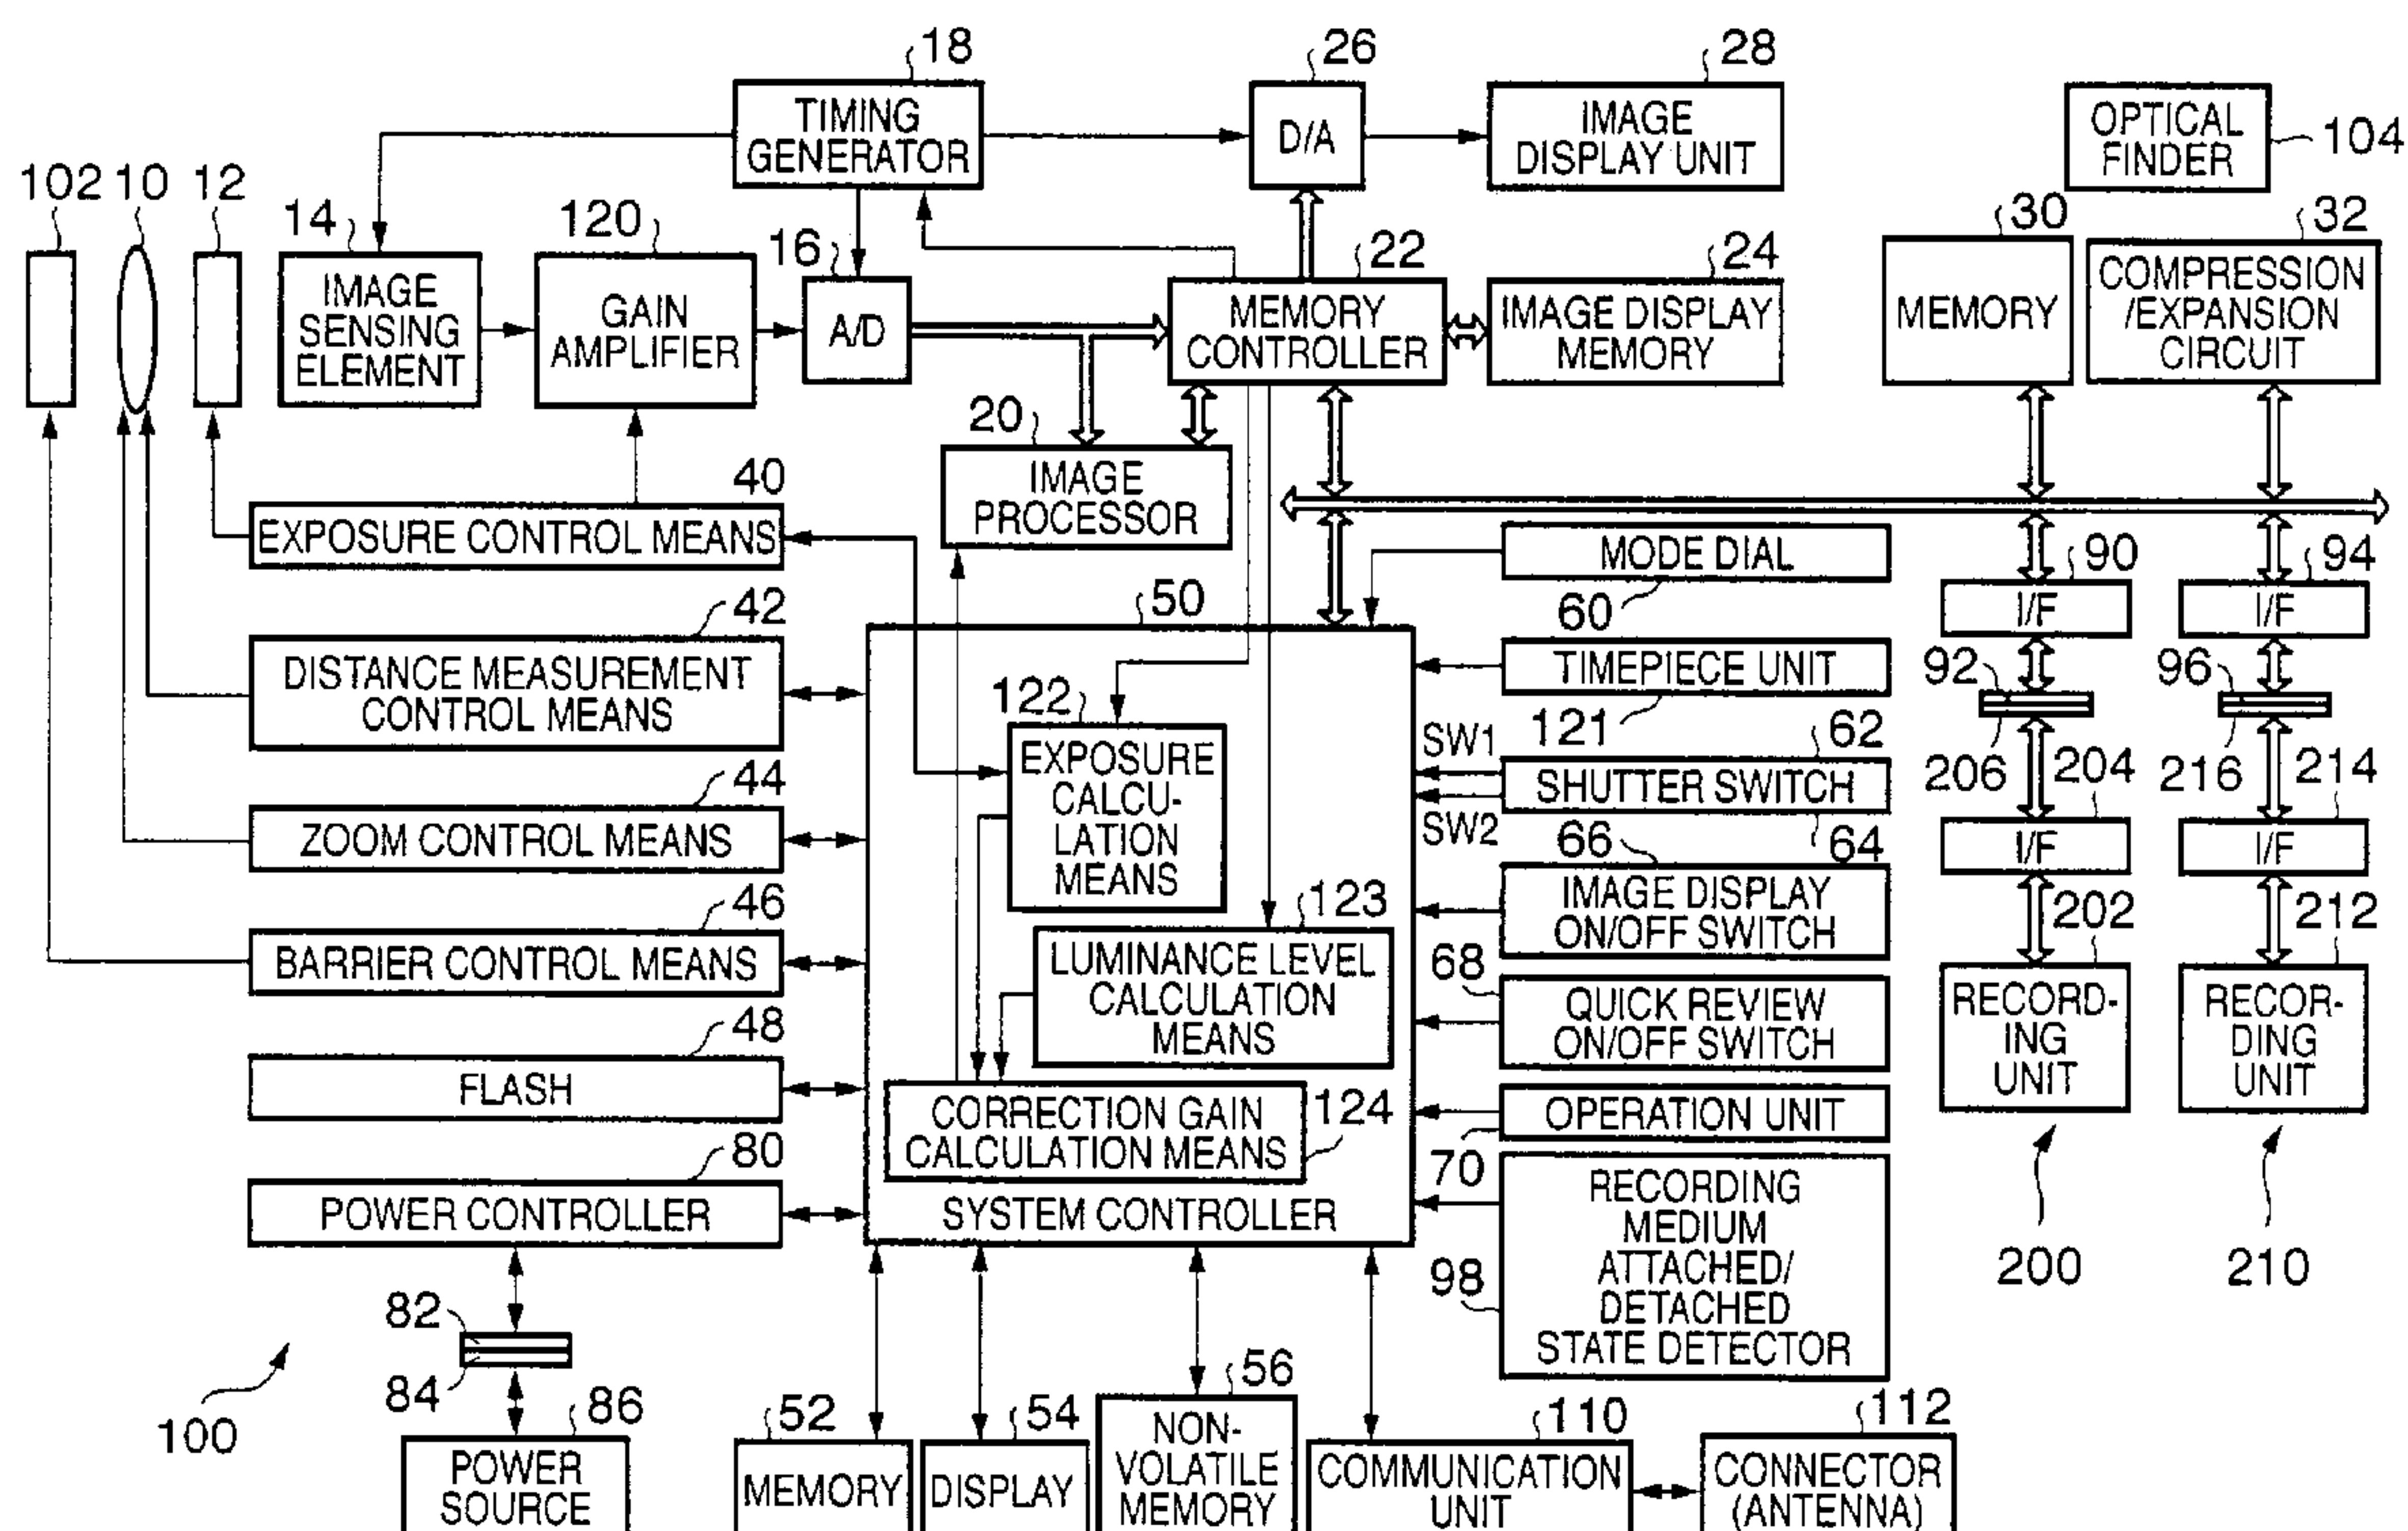 18
26
28
TIMING
GENERATOR
D/A
IMAGE
DISPLAY UNIT
OPTICAL
FINDER
104
102
10
12
14
120
16
22
24
30
32
IMAGE
SENSING
ELEMENT
GAIN
AMPLIFIER
A/D
MEMORY
CONTROLLER
IMAGE DISPLAY
MEMORY
MEMORY
COMPRESSION
/EXPANSION
CIRCUIT
20
IMAGE
PROCESSOR
40
EXPOSURE CONTROL MEANS
42
DISTANCE MEASUREMENT
CONTROL MEANS
44
ZOOM CONTROL MEANS
46
BARRIER CONTROL MEANS
48
FLASH
80
POWER CONTROLLER
82
84
86
POWER
SOURCE
100
50
122
EXPOSURE
CALCU-
LATION
MEANS
123
LUMINANCE LEVEL
CALCULATION
MEANS
CORRECTION GAIN
CALCULATION MEANS
124
SYSTEM CONTROLLER
MODE DIAL
60
TIMEPIECE UNIT
121
SW1
62
SHUTTER SWITCH
SW2
64
66
IMAGE DISPLAY
ON/OFF SWITCH
68
QUICK REVIEW
ON/OFF SWITCH
OPERATION UNIT
70
RECORDING
MEDIUM
ATTACHED/
DETACHED
STATE DETECTOR
98
90
I/F
92
206
204
I/F
202
RECORD-
ING
UNIT
200
94
I/F
96
216
214
I/F
212
RECOR-
DING
UNIT
210
52
MEMORY
54
DISPLAY
56
NON-
VOLATILE
MEMORY
110
COMMUNICATION
UNIT
112
CONNECTOR
(ANTENNA)